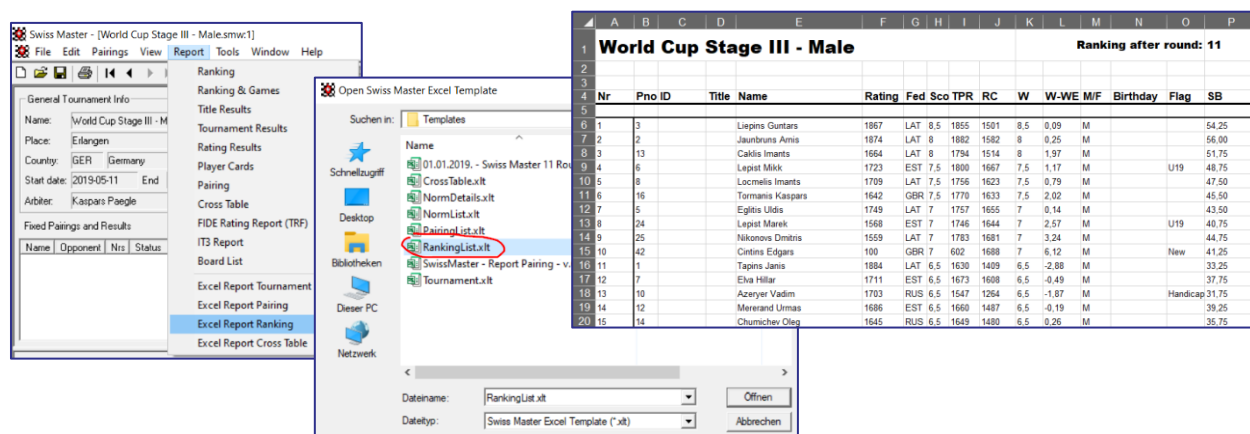 Swiss Master - [World Cup Stage III - Male.smw:1]
File Edit Pairings View Report Tools Window Help
General Tournament Info
Name: World Cup Stage III - M
Place: Erlangen
Country: GER Germany
Start date: 2019-05-11 End
Arbiter: Kaspars Paegle
Fixed Pairings and Results
Name Opponent Nrs Status
Ranking
Ranking & Games
Title Results
Tournament Results
Rating Results
Player Cards
Pairing
Cross Table
FIDE Rating Report (TRF)
IT3 Report
Board List
Excel Report Tournament
Excel Report Pairing
Excel Report Ranking
Excel Report Cross Table
Open Swiss Master Excel Template
Suchen in: Templates
Schnellzugriff
Desktop
Bibliotheken
Dieser PC
Netzwerk
Name
01.01.2019. - Swiss Master 11 Rou
CrossTable.xlt
NormDetails.xlt
NormList.xlt
PairingList.xlt
RankingList.xlt
SwissMaster - Report Pairing - v.
Tournament.xlt
Dateiname: RankingList.xlt Öffnen
Dateityp: Swiss Master Excel Template (*.xlt) Abbrechen
A B C D E F G H I J K L M N O P
1 World Cup Stage III - Male Ranking after round: 11
2
3
4 Nr Pno ID Title Name Rating Fed Sco TPR RC W W-WE M/F Birthday Flag SB
5
6 1 3 Liepins Guntars 1867 LAT 8,5 1855 1501 8,5 0,09 M 54,25
7 2 2 Jaunbruns Arnis 1874 LAT 8 1882 1582 8 0,25 M 56,00
8 3 13 Caklis Imants 1664 LAT 8 1794 1514 8 1,97 M 51,75
9 4 6 Lepist Mikk 1723 EST 7,5 1800 1667 7,5 1,17 M U19 48,75
10 5 8 Locmelis Imants 1709 LAT 7,5 1756 1623 7,5 0,79 M 47,50
11 6 16 Tormanis Kaspars 1642 GBR 7,5 1770 1633 7,5 2,02 M 45,50
12 7 5 Eglitis Uldis 1749 LAT 7 1757 1655 7 0,14 M 43,50
13 8 24 Lepist Marek 1568 EST 7 1746 1644 7 2,57 M U19 40,75
14 9 25 Nikonovs Dmitris 1559 LAT 7 1783 1681 7 3,24 M 44,75
15 10 42 Cintins Edgars 100 GBR 7 602 1688 7 6,12 M New 41,25
16 11 1 Tapins Janis 1884 LAT 6,5 1630 1409 6,5 -2,88 M 33,25
17 12 7 Elva Hillar 1711 EST 6,5 1673 1608 6,5 -0,49 M 37,75
18 13 10 Azeryer Vadim 1703 RUS 6,5 1547 1264 6,5 -1,87 M Handicap 31,75
19 14 12 Mererand Urmas 1686 EST 6,5 1660 1487 6,5 -0,19 M 39,25
20 15 14 Chumichev Oleg 1645 RUS 6,5 1649 1480 6,5 0,26 M 35,75